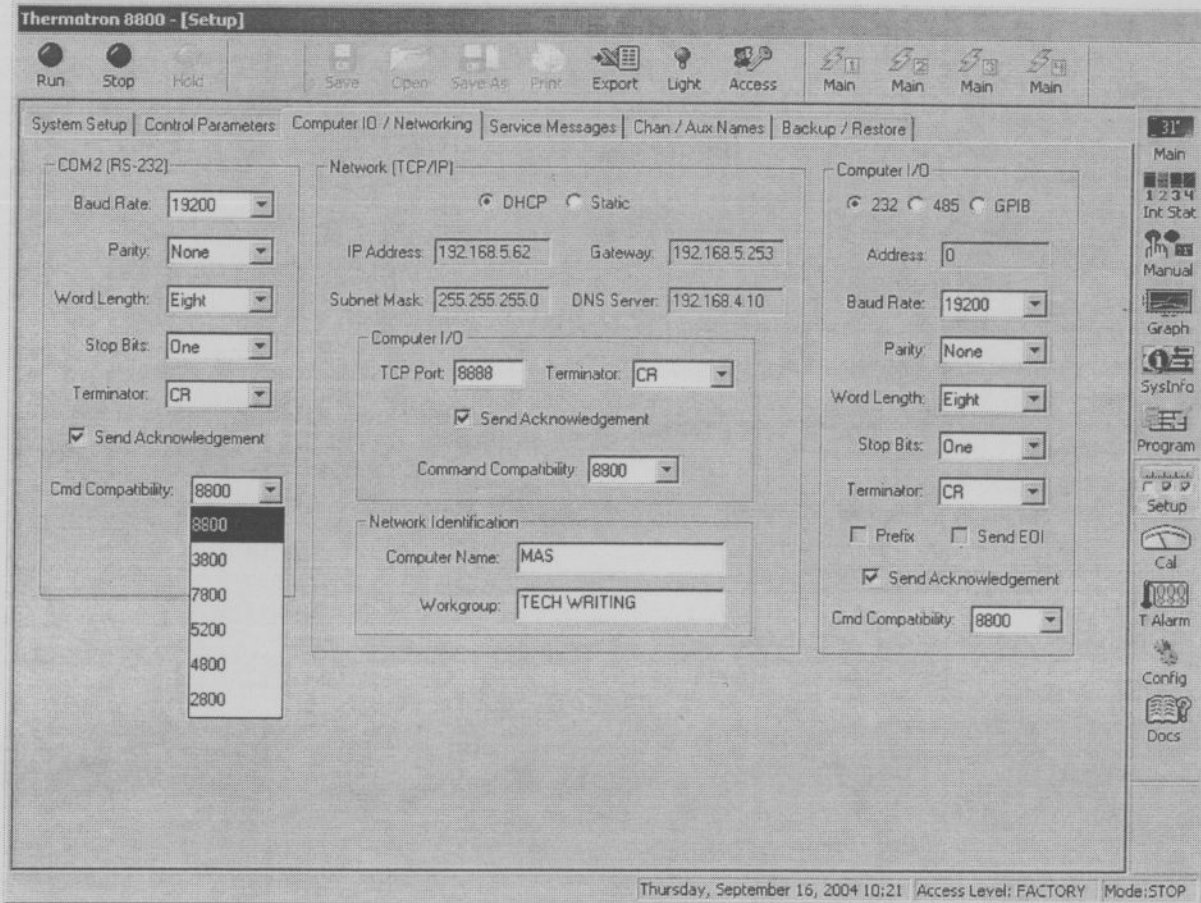 Thermotron 8800 - [Setup]
Run Stop Hold Save Open Save As Print Export Light Access Main Main Main Main
1 2 3 4
System Setup Control Parameters Computer IO / Networking Service Messages Chan / Aux Names Backup / Restore
COM2 (RS-232)
Baud Rate: 19200
Parity: None
Word Length: Eight
Stop Bits: One
Terminator: CR
Send Acknowledgement
Cmd Compatibility: 8800
8800
3800
7800
5200
4800
2800
Network (TCP/IP)
DHCP Static
IP Address: 192.168.5.62 Gateway: 192.168.5.253
Subnet Mask: 255.255.255.0 DNS Server: 192.168.4.10
Computer I/O
TCP Port: 8888 Terminator: CR
Send Acknowledgement
Command Compatibility: 8800
Network Identification
Computer Name: MAS
Workgroup: TECH WRITING
Computer I/O
232 485 GPIB
Address: 0
Baud Rate: 19200
Parity: None
Word Length: Eight
Stop Bits: One
Terminator: CR
Prefix Send EOI
Send Acknowledgement
Cmd Compatibility: 8800
31°
Main
1 2 3 4
Int Stat
Manual
Graph
SysInfo
Program
Setup
Cal
T Alarm
Config
Docs
Thursday, September 16, 2004 10:21 Access Level: FACTORY Mode:STOP